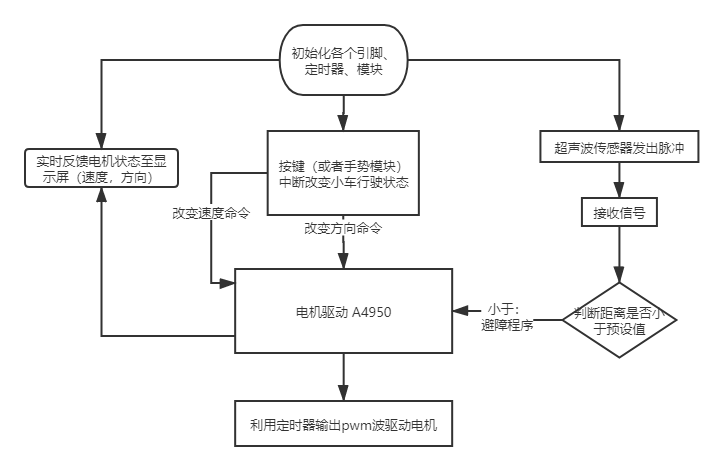 初始化各个引脚、
定时器、模块
实时反馈电机状态至显
示屏（速度，方向）
按键（或者手势模块）
中断改变小车行驶状态
超声波传感器发出脉冲
接收信号
改变速度命令
改变方向命令
电机驱动 A4950
小于：
避障程序
判断距离是否小
于预设值
利用定时器输出pwm波驱动电机